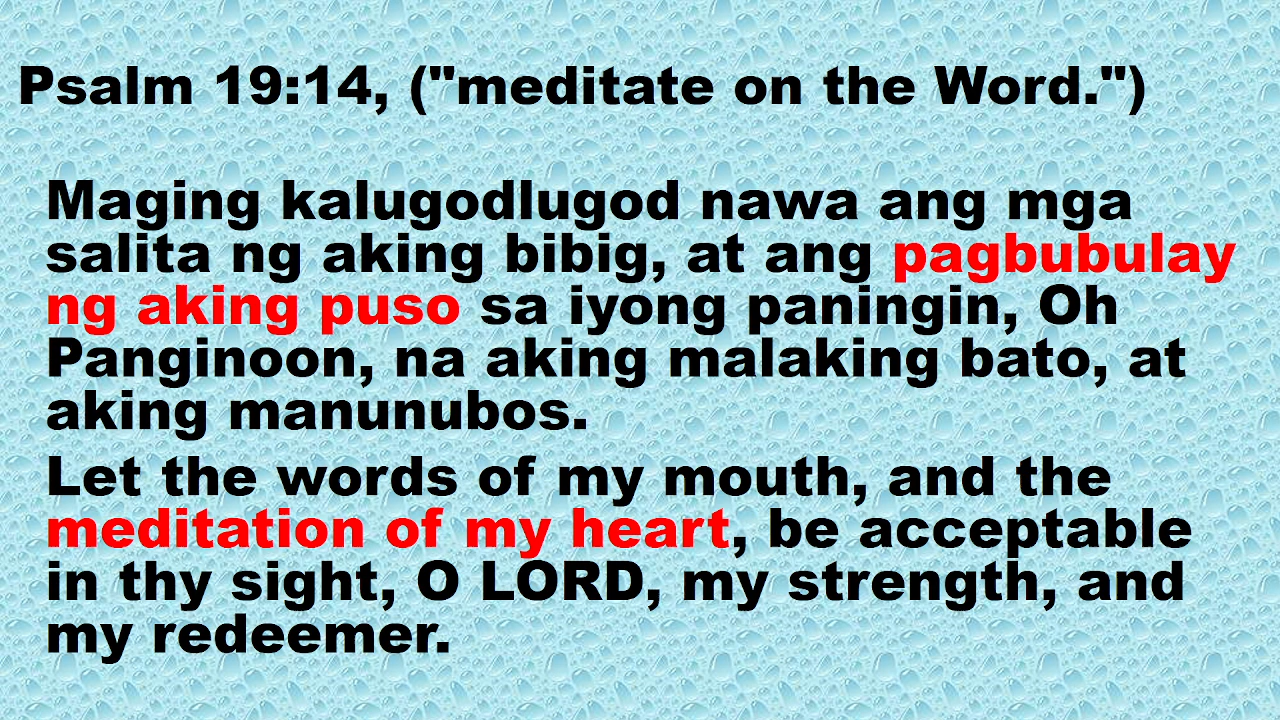 Psalm 19:14, ("meditate on the Word.")
Maging kalugodlugod nawa ang mga
salita ng aking bibig, at ang pagbubulay
ng aking puso sa iyong paningin, Oh
Panginoon, na aking malaking bato, at
aking manunubos.
Let the words of my mouth, and the
meditation of my heart, be acceptable
in thy sight, O LORD, my strength, and
my redeemer.